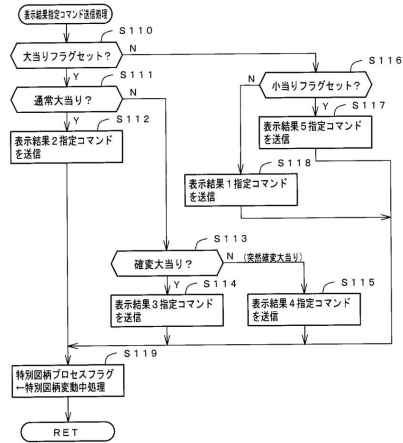 表示結果指定コマンド送信処理
S110
大当りフラグセット?
N
Y
S111
通常大当り?
N
Y
S112
表示結果2指定コマンド
を送信
S116
小当りフラグセット?
N
Y
S117
表示結果5指定コマンド
を送信
S118
表示結果1指定コマンド
を送信
S113
確変大当り?
N (突然確変大当り)
Y
S114
表示結果3指定コマンド
を送信
S115
表示結果4指定コマンド
を送信
S119
特別図柄プロセスフラグ
←特別図柄変動中処理
RET